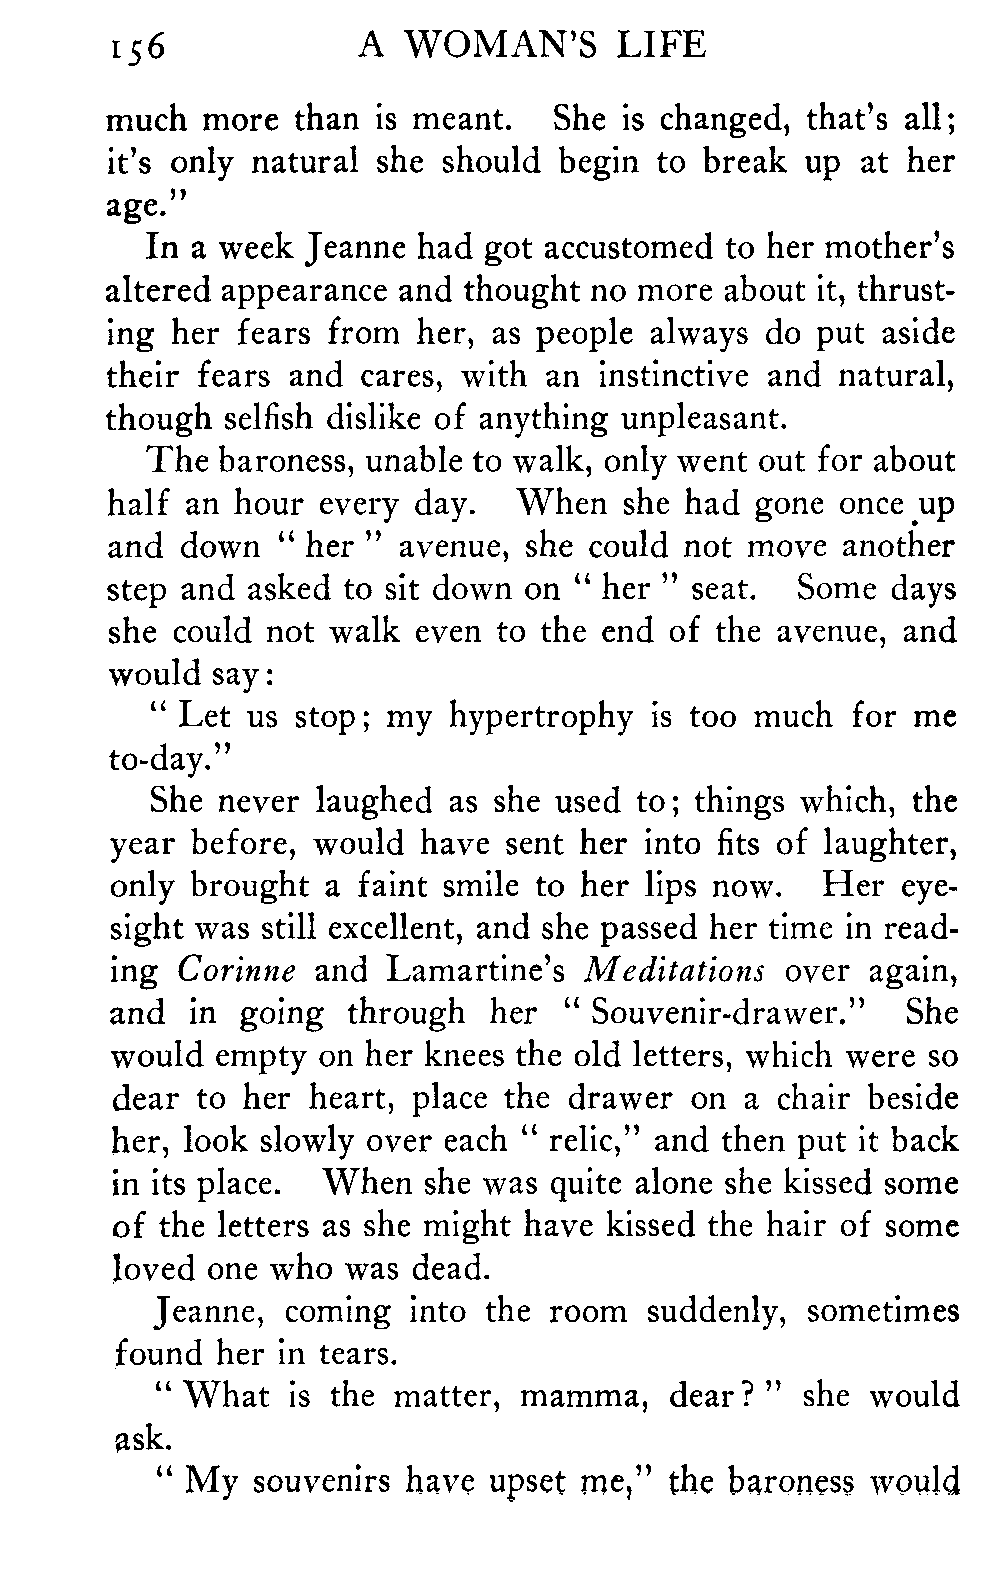 156 A WOMAN'S LIFE
much more than is meant. She is changed, that's all;
it's only natural she should begin to break up at her
age."
In a week Jeanne had got accustomed to her mother's
altered appearance and thought no more about it, thrust-
ing her fears from her, as people always do put aside
their fears and cares, with an instinctive and natural,
though selfish dislike of anything unpleasant.
The baroness, unable to walk, only went out for about
half an hour every day. When she had gone once up
and down " her " avenue, she could not move another
step and asked to sit down on " her " seat. Some days
she could not walk even to the end of the avenue, and
would say:
" Let us stop; my hypertrophy is too much for me
to-day."
She never laughed as she used to; things which, the
year before, would have sent her into fits of laughter,
only brought a faint smile to her lips now. Her eye-
sight was still excellent, and she passed her time in read-
ing Corinne and Lamartine's Meditations over again,
and in going through her " Souvenir-drawer." She
would empty on her knees the old letters, which were so
dear to her heart, place the drawer on a chair beside
her, look slowly over each " relic," and then put it back
in its place. When she was quite alone she kissed some
of the letters as she might have kissed the hair of some
loved one who was dead.
Jeanne, coming into the room suddenly, sometimes
found her in tears.
" What is the matter, mamma, dear? " she would
ask.
" My souvenirs have upset me," the baroness would